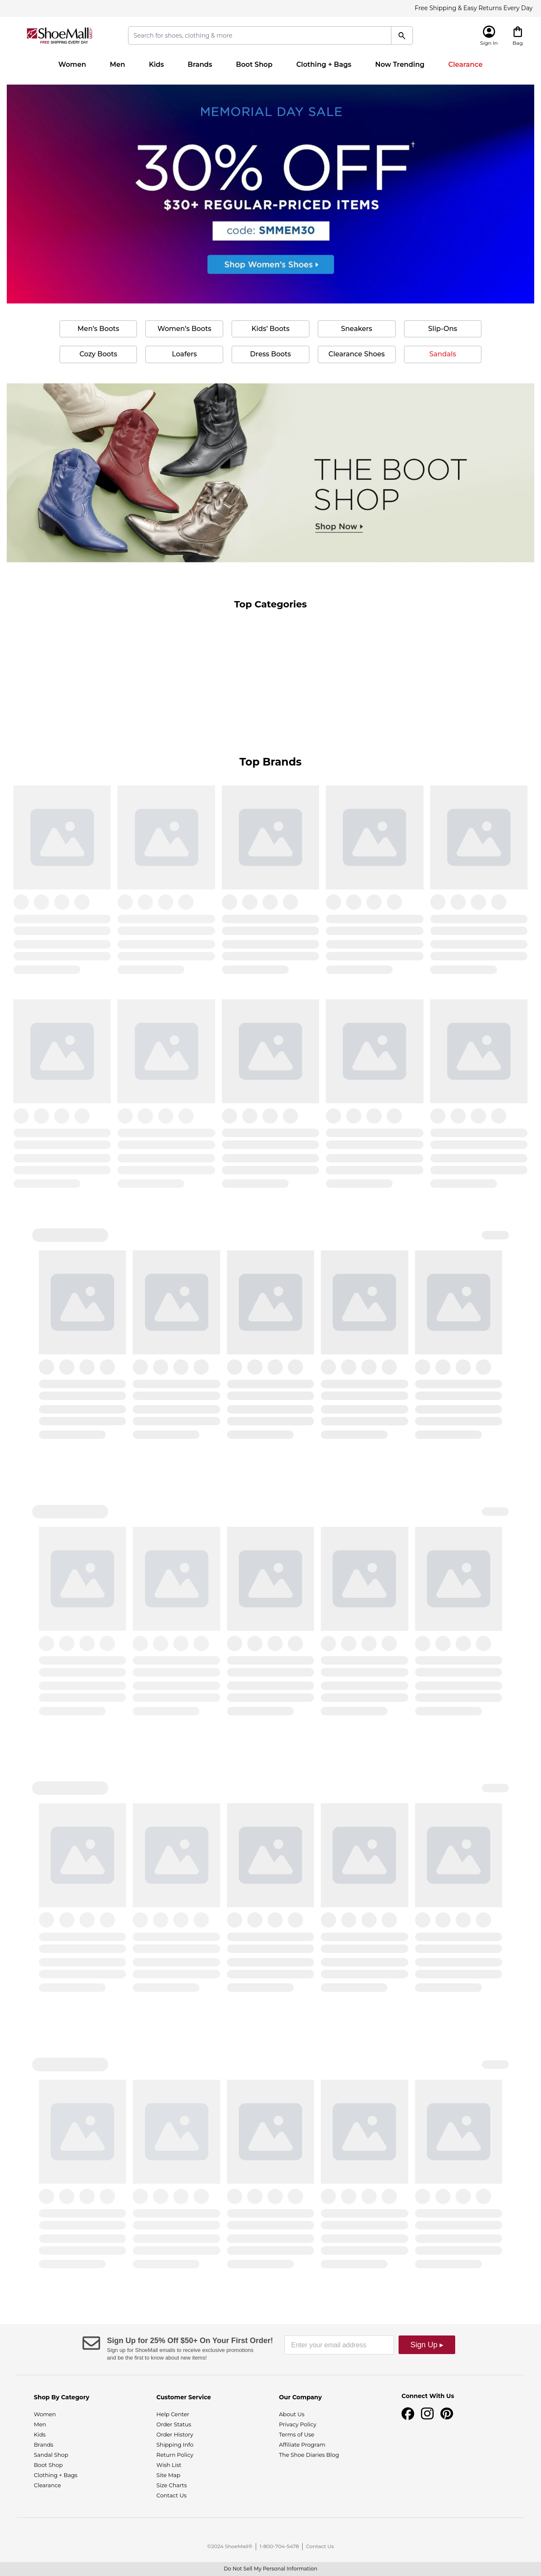 Free Shipping & Easy Returns Every Day
ShoeMall
FREE SHIPPING EVERY DAY
Search for shoes, clothing & more
Sign In
Bag
Women Men Kids Brands Boot Shop Clothing + Bags Now Trending Clearance
MEMORIAL DAY SALE
30% OFF†
$30+ REGULAR-PRICED ITEMS
code: SMMEM30
Shop Women's Shoes
Men's Boots Women's Boots Kids' Boots Sneakers Slip-Ons
Cozy Boots Loafers Dress Boots Clearance Shoes Sandals
THE BOOT
SHOP
Shop Now
Top Categories
Top Brands
Sign Up for 25% Off $50+ On Your First Order!
Sign up for ShoeMall emails to receive exclusive promotions
and be the first to know about new items!
Enter your email address
Sign Up ▸
Shop By Category
Women
Men
Kids
Brands
Sandal Shop
Boot Shop
Clothing + Bags
Clearance
Customer Service
Help Center
Order Status
Order History
Shipping Info
Return Policy
Wish List
Site Map
Size Charts
Contact Us
Our Company
About Us
Privacy Policy
Terms of Use
Affiliate Program
The Shoe Diaries Blog
Connect With Us
©2024 ShoeMall® | 1-800-704-5478 | Contact Us
Do Not Sell My Personal Information